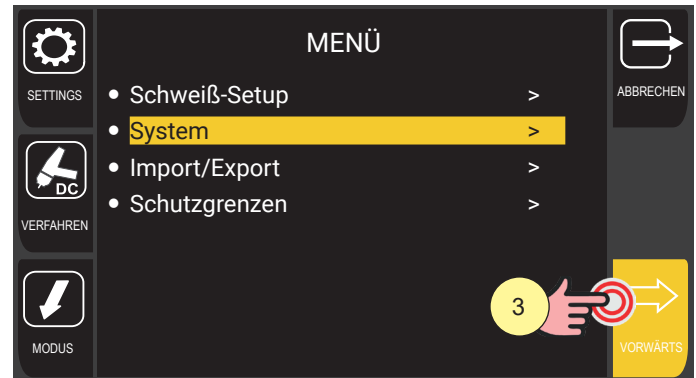 MENÜ
SETTINGS
ABBRECHEN
• Schweiß-Setup >
• System >
• Import/Export >
• Schutzgrenzen >
DC
VERFAHREN
3
MODUS
VORWÄRTS